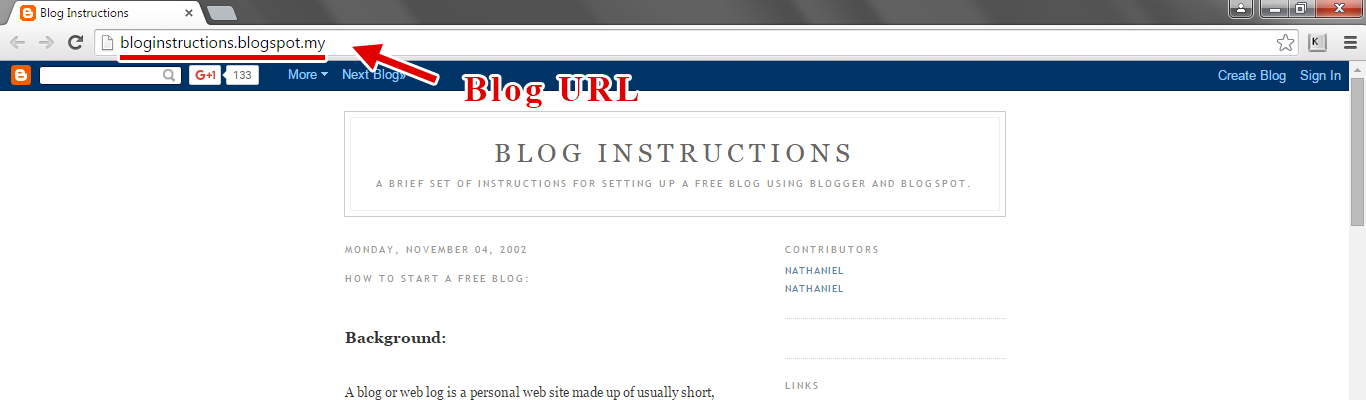 Blog Instructions
bloginstructions.blogspot.my
K
G+1 133 More Next Blog» Create Blog Sign In
Blog URL
BLOG INSTRUCTIONS
A BRIEF SET OF INSTRUCTIONS FOR SETTING UP A FREE BLOG USING BLOGGER AND BLOGSPOT.
MONDAY, NOVEMBER 04, 2002
HOW TO START A FREE BLOG:
Background:
A blog or web log is a personal web site made up of usually short,
CONTRIBUTORS
NATHANIEL
NATHANIEL
LINKS